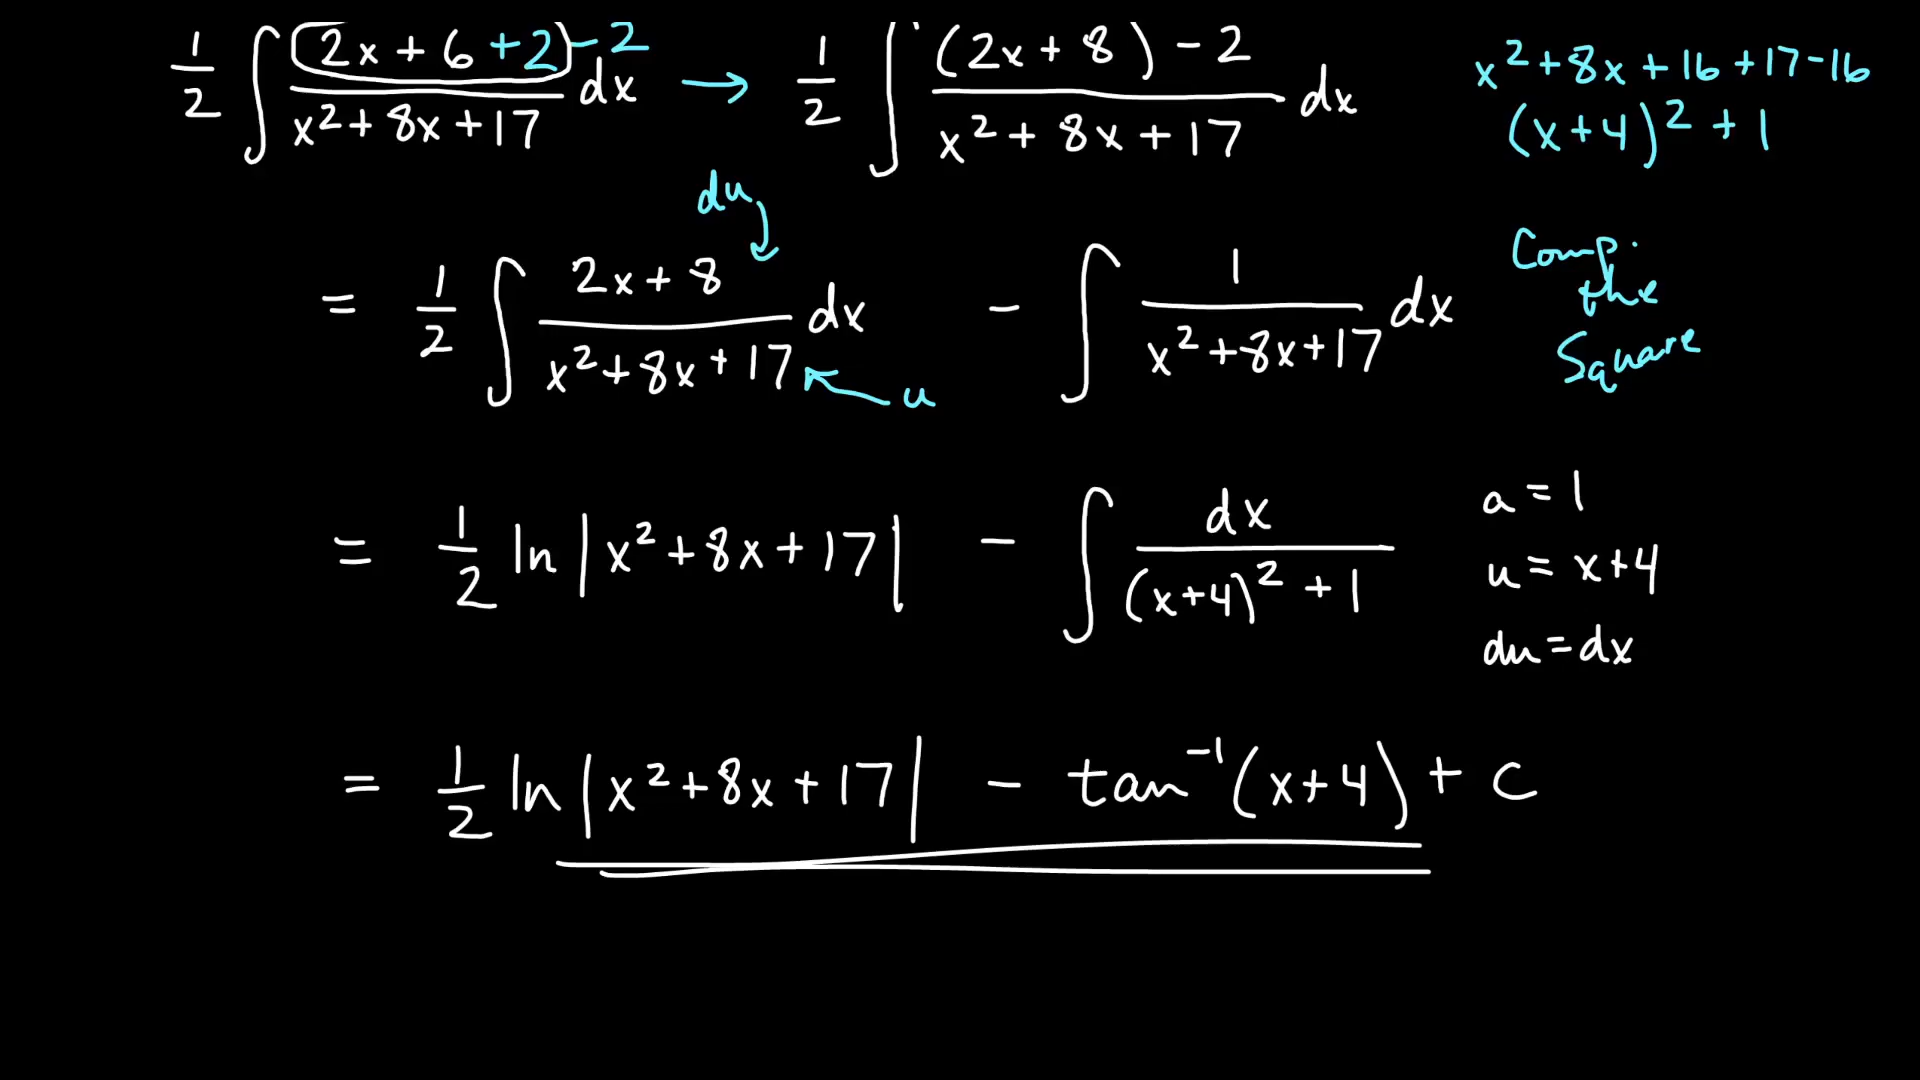 1/2 ∫ (2x + 6 + 2) - 2 / x² + 8x + 17 dx → 1/2 ∫ (2x + 8) - 2 / x² + 8x + 17 dx
x² + 8x + 16 + 17 - 16
(x + 4)² + 1
du
= 1/2 ∫ 2x + 8 / x² + 8x + 17 dx - ∫ 1 / x² + 8x + 17 dx
u
Comp.
the
Square
= 1/2 ln |x² + 8x + 17| - ∫ dx / (x+4)² + 1
a = 1
u = x+4
du = dx
= 1/2 ln |x² + 8x + 17| - tan⁻¹(x+4) + C